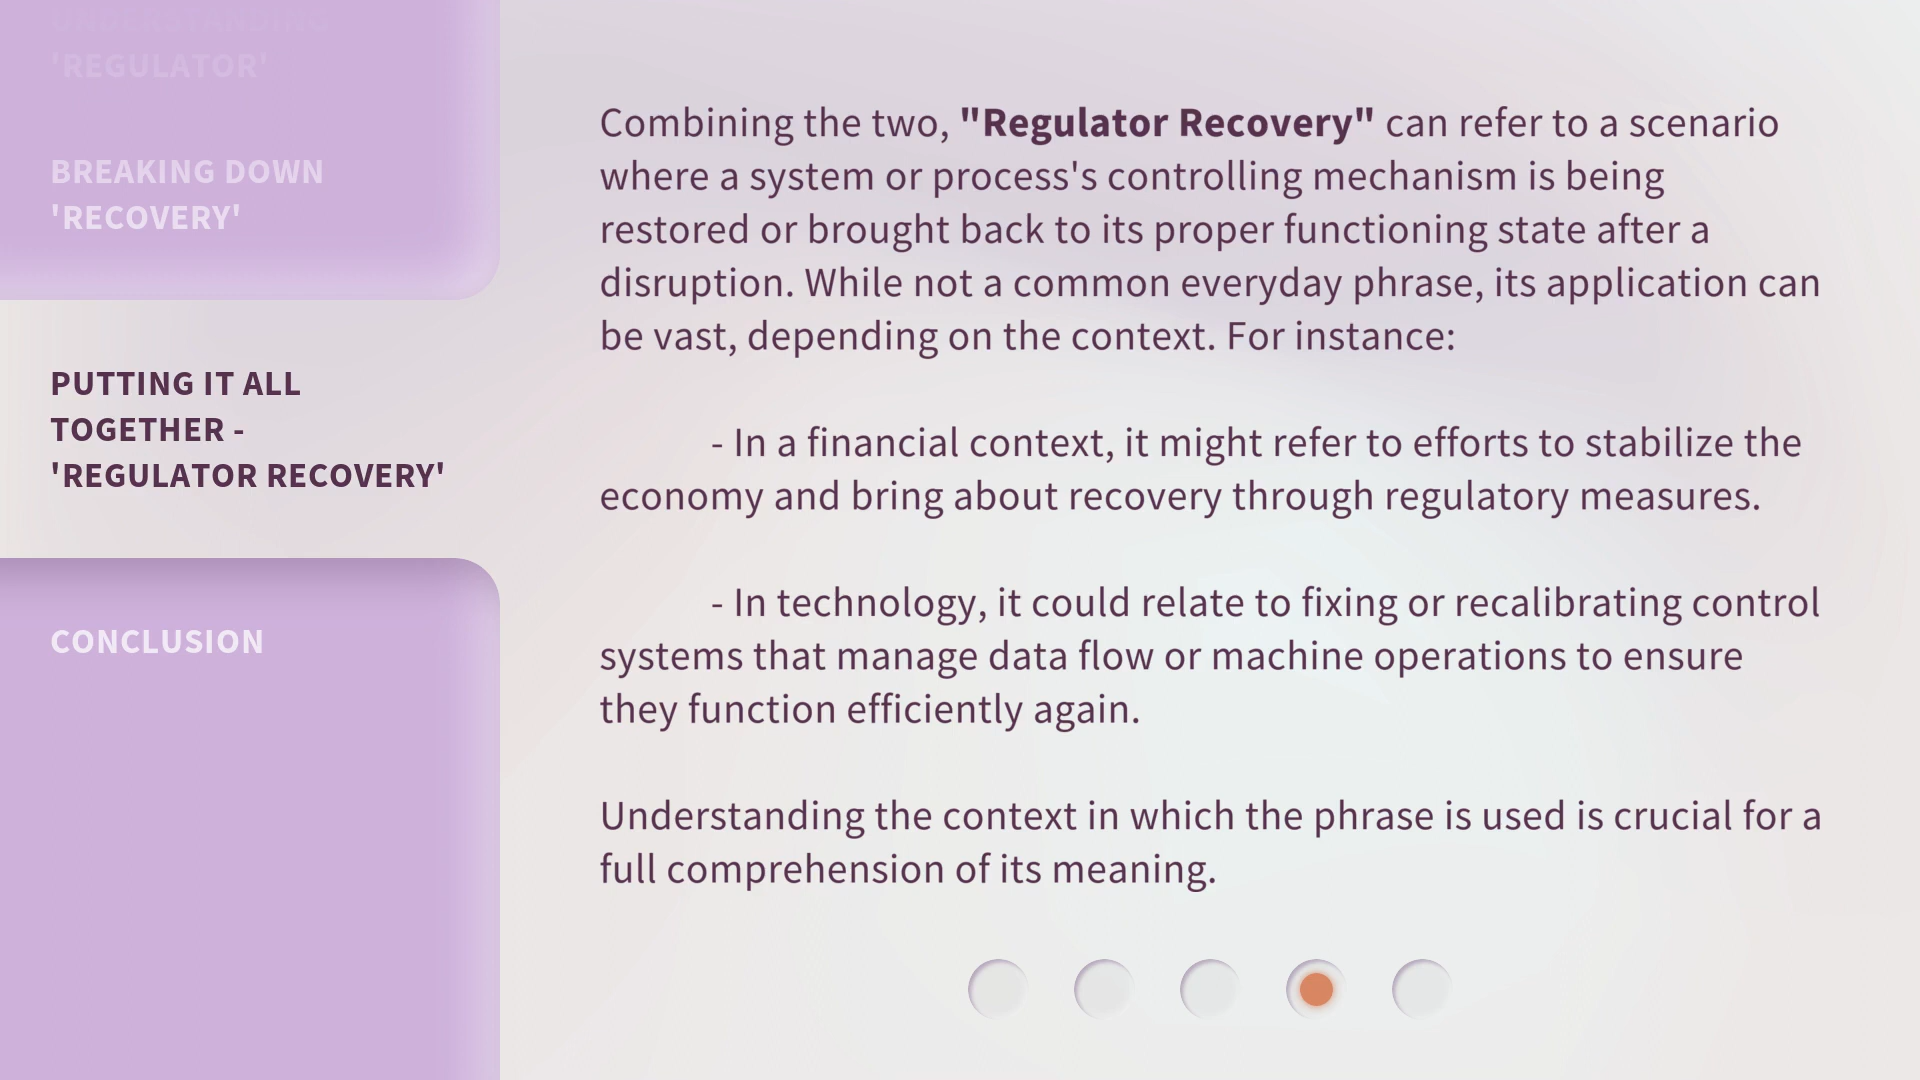 UNDERSTANDING
'REGULATOR'
BREAKING DOWN
'RECOVERY'
PUTTING IT ALL
TOGETHER -
'REGULATOR RECOVERY'
CONCLUSION
Combining the two, "Regulator Recovery" can refer to a scenario
where a system or process's controlling mechanism is being
restored or brought back to its proper functioning state after a
disruption. While not a common everyday phrase, its application can
be vast, depending on the context. For instance:
- In a financial context, it might refer to efforts to stabilize the
economy and bring about recovery through regulatory measures.
- In technology, it could relate to fixing or recalibrating control
systems that manage data flow or machine operations to ensure
they function efficiently again.
Understanding the context in which the phrase is used is crucial for a
full comprehension of its meaning.